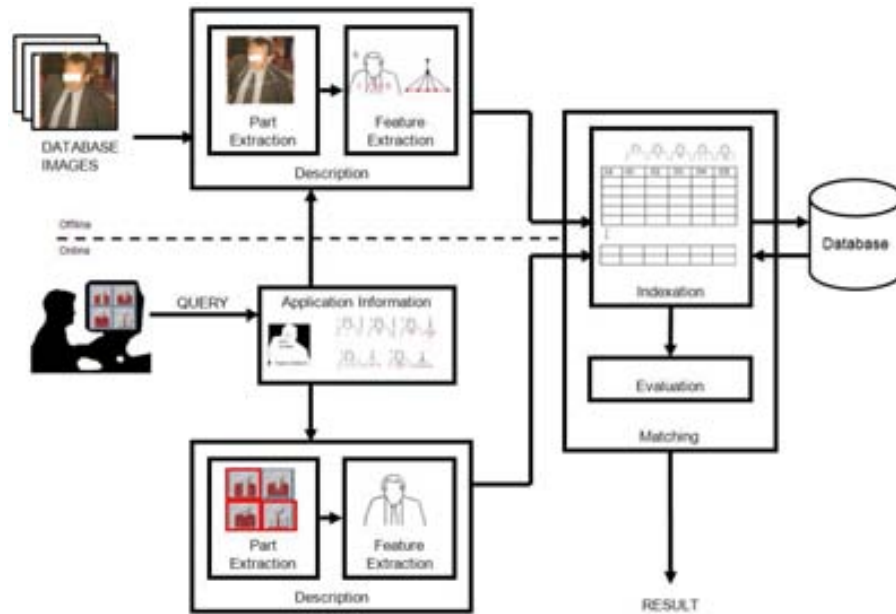 DATABASE
IMAGES
Part
Extraction
Feature
Extraction
Description
Offline
Online
QUERY
Application Information
Indexation
Database
Evaluation
Matching
Part
Extraction
Feature
Extraction
Description
RESULT